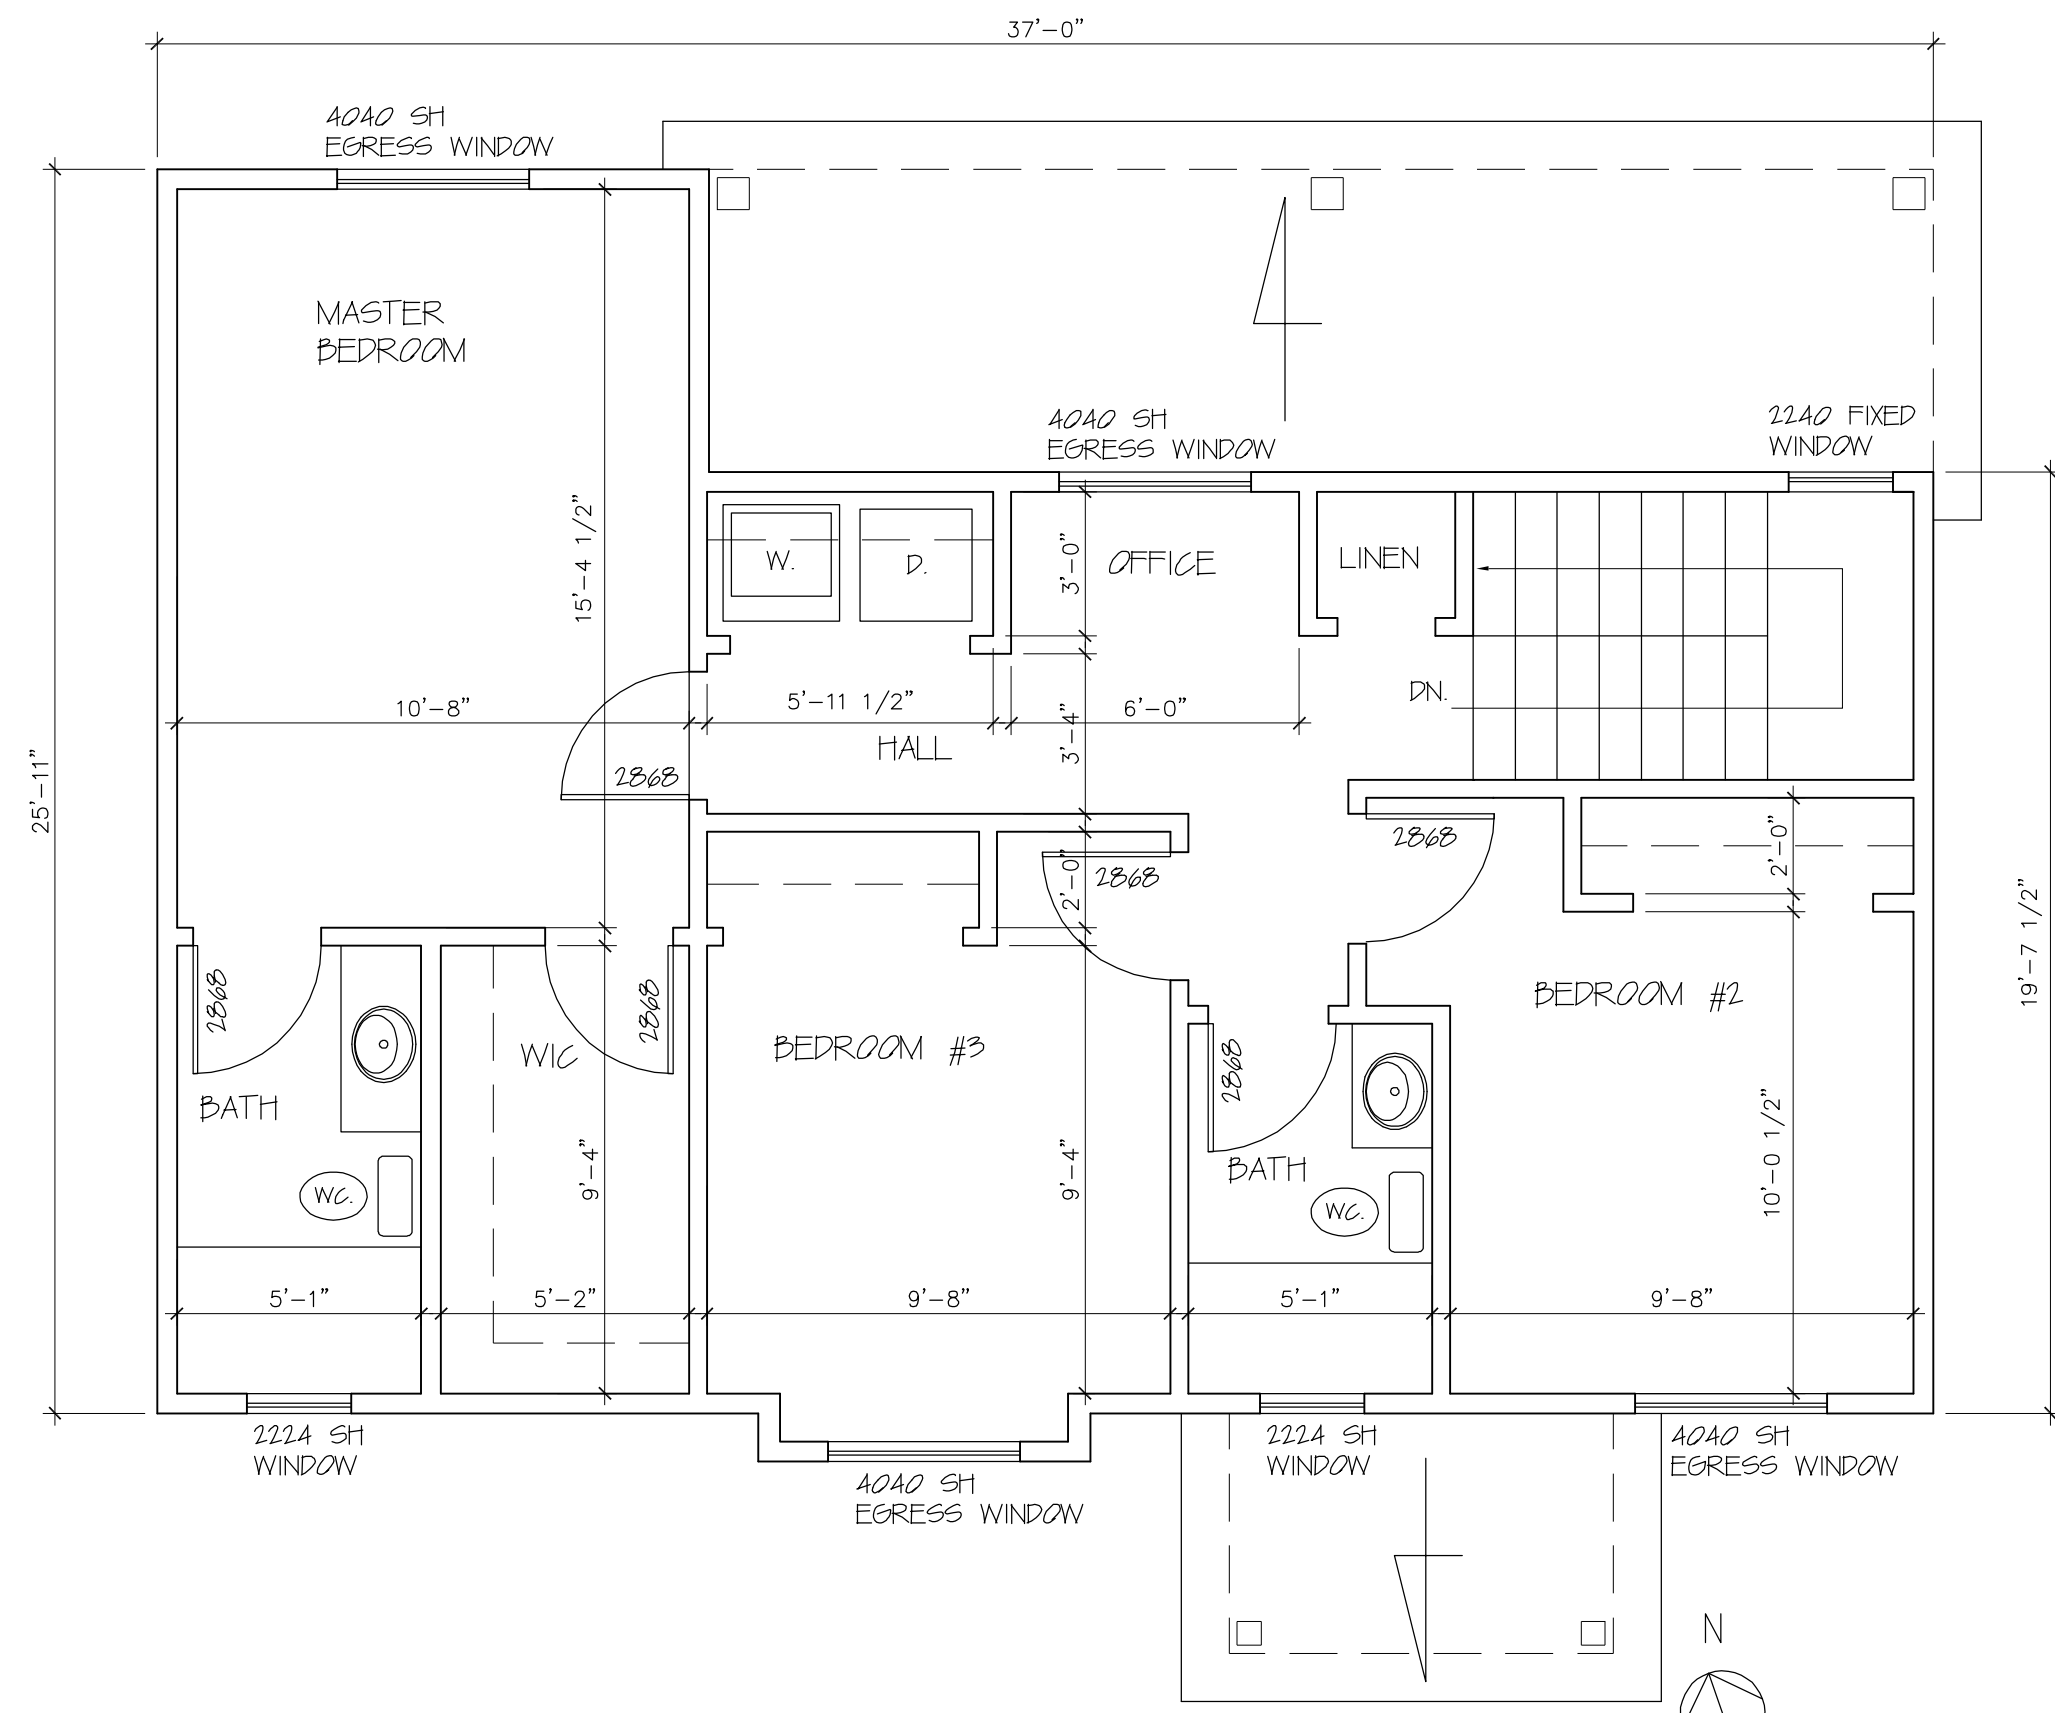 37'-0"
4040 SH
EGRESS WINDOW
MASTER
BEDROOM
4040 SH
EGRESS WINDOW
2240 FIXED
WINDOW
15'-4 1/2"
W.
D.
3'-0"
OFFICE
LINEN
DN.
10'-8"
5'-11 1/2"
6'-0"
3'-4"
HALL
2868
25'-11"
2868
2868
2'-0"
2'-0"
19'-7 1/2"
2868
2868
BEDROOM #2
BEDROOM #3
WIC
2868
BATH
9'-4"
9'-4"
10'-0 1/2"
BATH
WC.
WC.
5'-1"
5'-2"
9'-8"
5'-1"
9'-8"
2224 SH
WINDOW
4040 SH
EGRESS WINDOW
2224 SH
WINDOW
4040 SH
EGRESS WINDOW
N